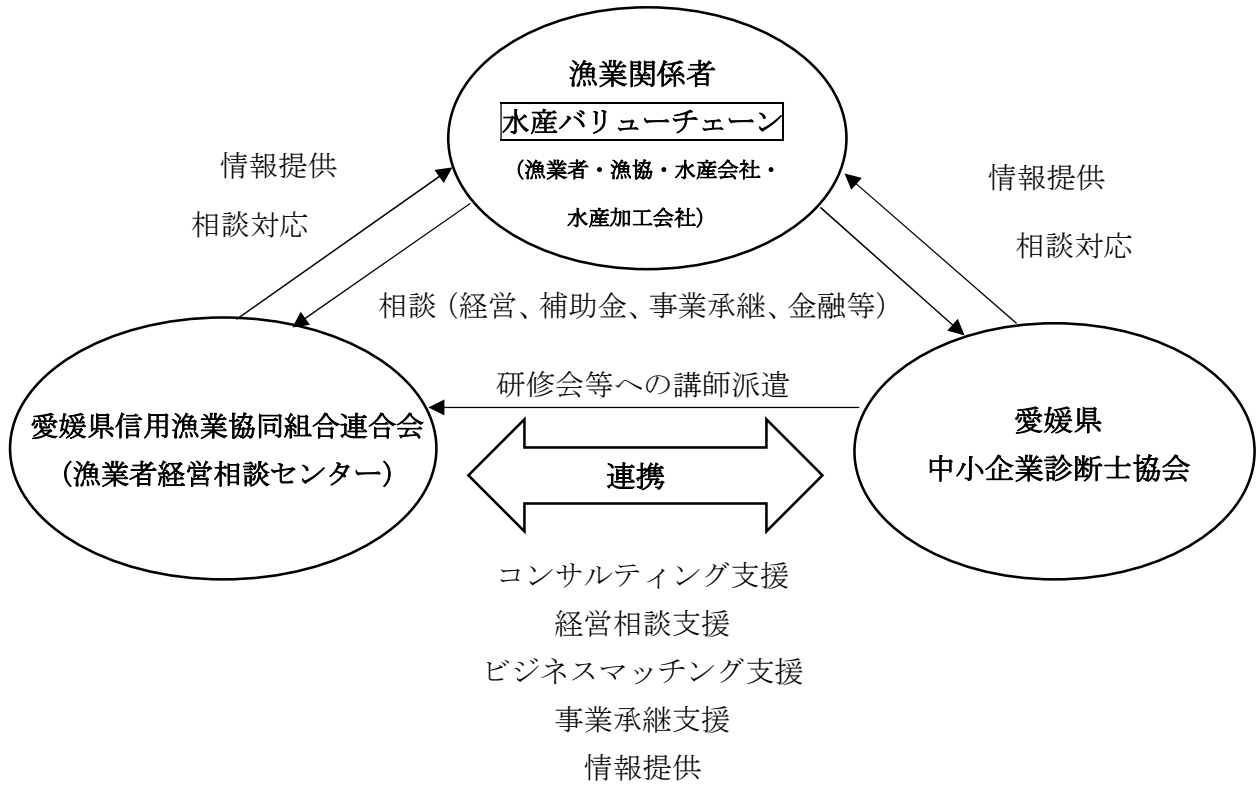 漁業関係者
水産バリューチェーン
（漁業者・漁協・水産会社・
水産加工会社）
情報提供
相談対応
情報提供
相談対応
相談（経営、補助金、事業承継、金融等）
研修会等への講師派遣
愛媛県信用漁業協同組合連合会
（漁業者経営相談センター）
連携
愛媛県
中小企業診断士協会
コンサルティング支援
経営相談支援
ビジネスマッチング支援
事業承継支援
情報提供